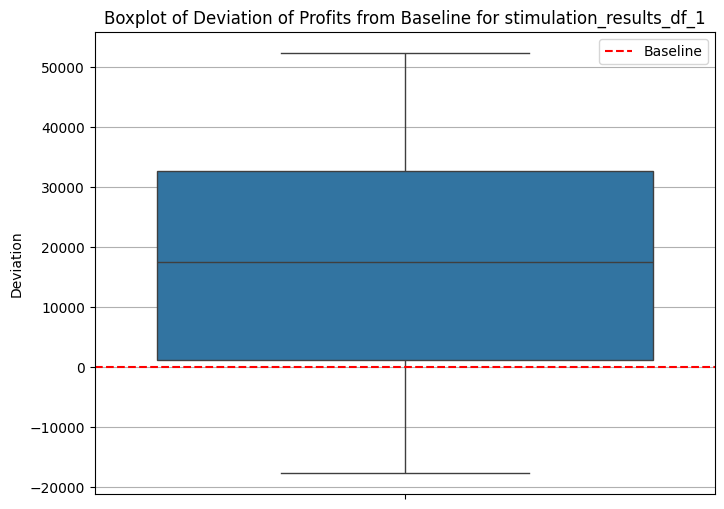 Boxplot of Deviation of Profits from Baseline for stimulation_results_df_1
Baseline
50000
40000
30000
20000
10000
0
−10000
−20000
Deviation